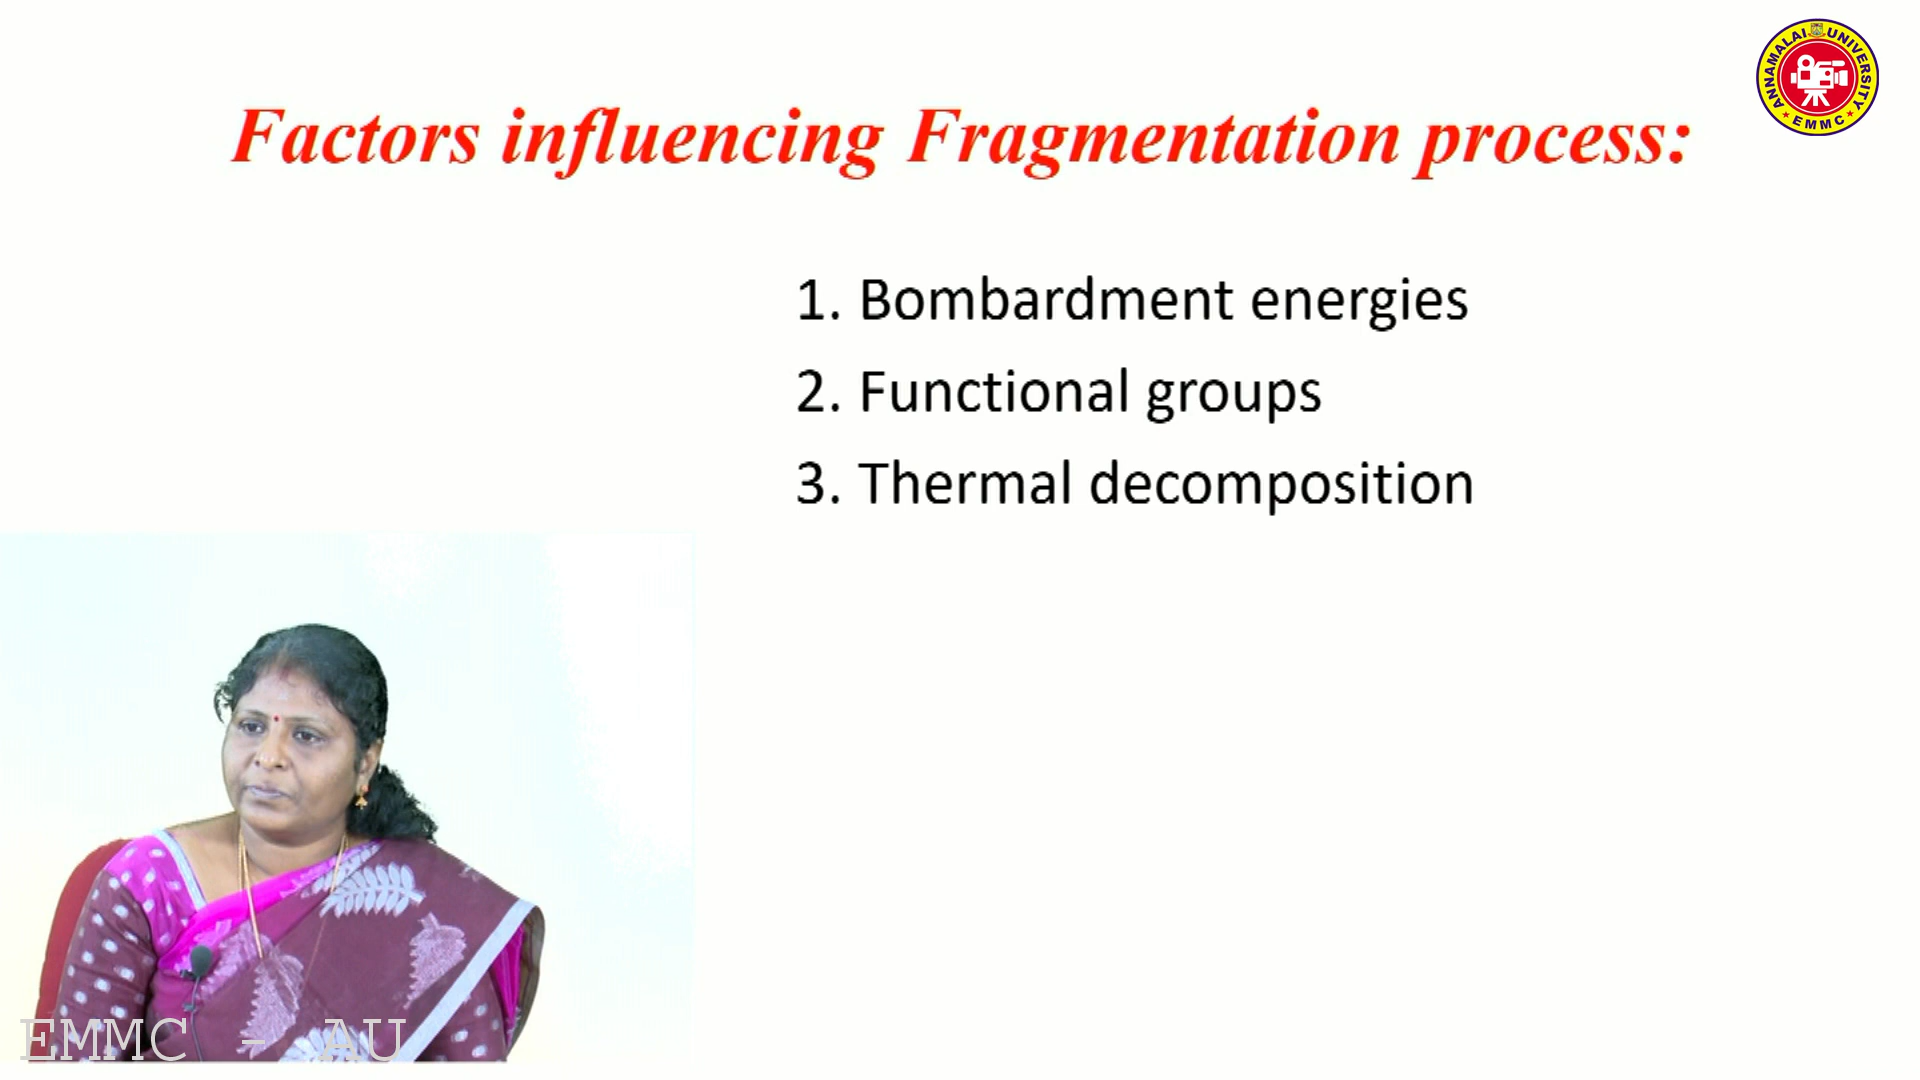 ANNAMALAI UNIVERSITY
EMMC
Factors influencing Fragmentation process:
1. Bombardment energies
2. Functional groups
3. Thermal decomposition
EMMC - AU